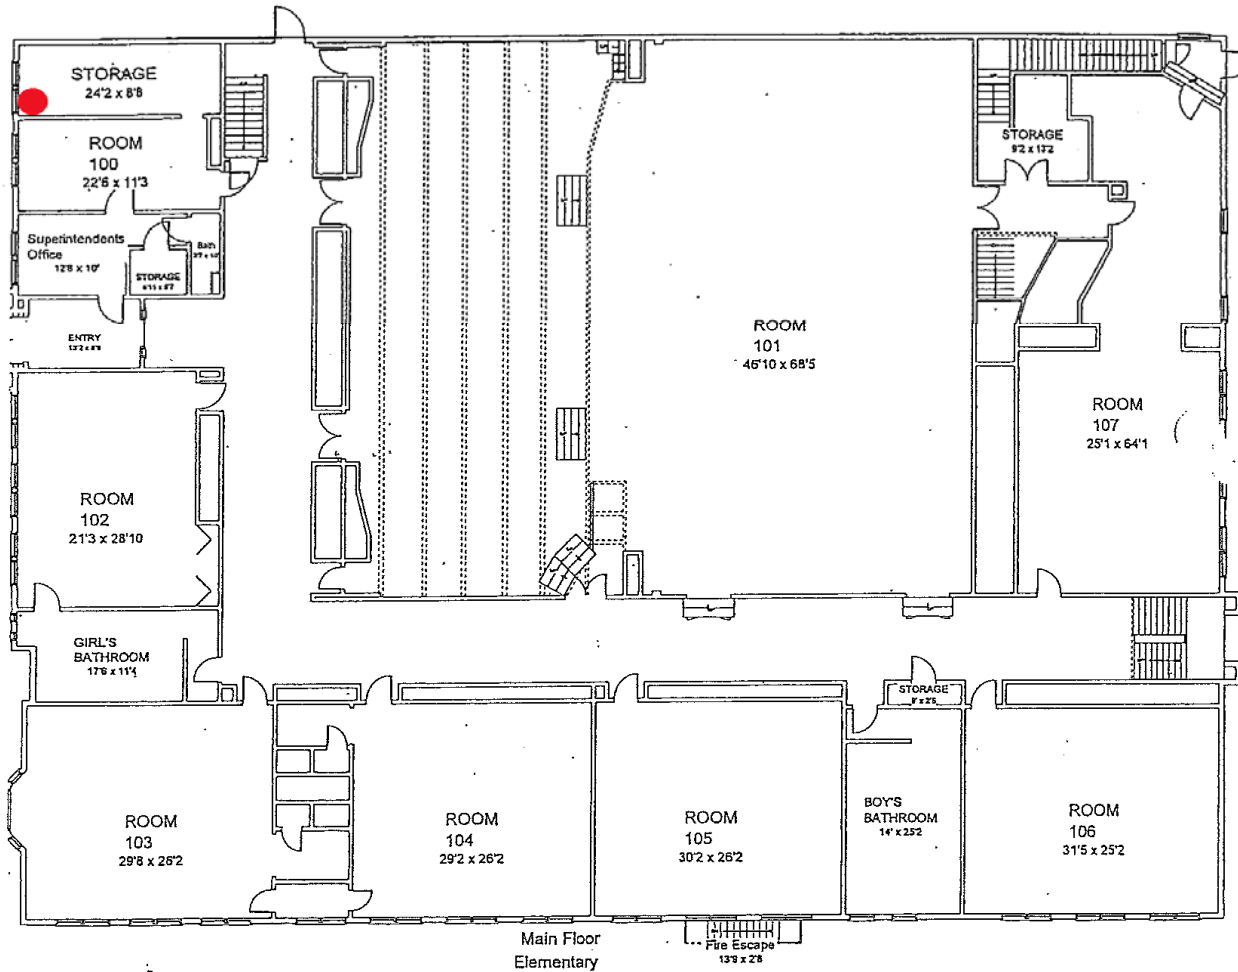 STORAGE
24'2 x 8'8
ROOM
100
22'6 x 11'3
Superintendents
Office
12'8 x 10'
Bath
STORAGE
ENTRY
STORAGE
9'2 x 13'2
ROOM
101
46'10 x 68'5
ROOM
107
25'1 x 64'1
ROOM
102
21'3 x 28'10
GIRL'S
BATHROOM
17'6 x 11'4
STORAGE
ROOM
103
29'8 x 26'2
ROOM
104
29'2 x 26'2
ROOM
105
30'2 x 26'2
BOY'S
BATHROOM
14' x 25'2
ROOM
106
31'5 x 25'2
Main Floor
Elementary
Fire Escape
13'9 x 2'8